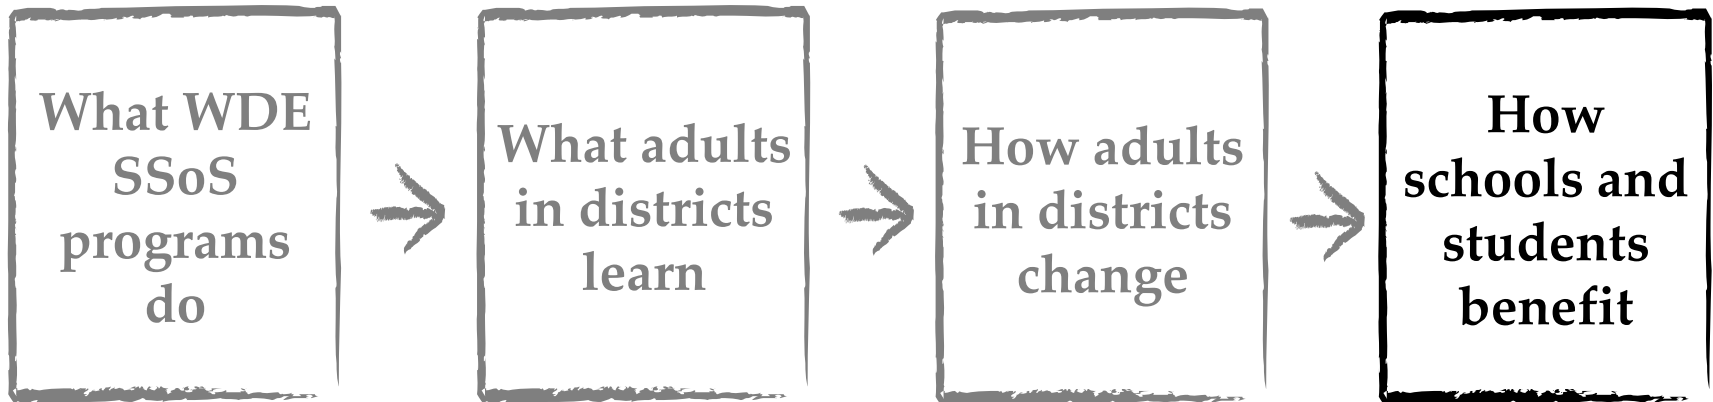 What WDE
SSoS
programs
do
What adults
in districts
learn
How adults
in districts
change
How
schools and
students
benefit